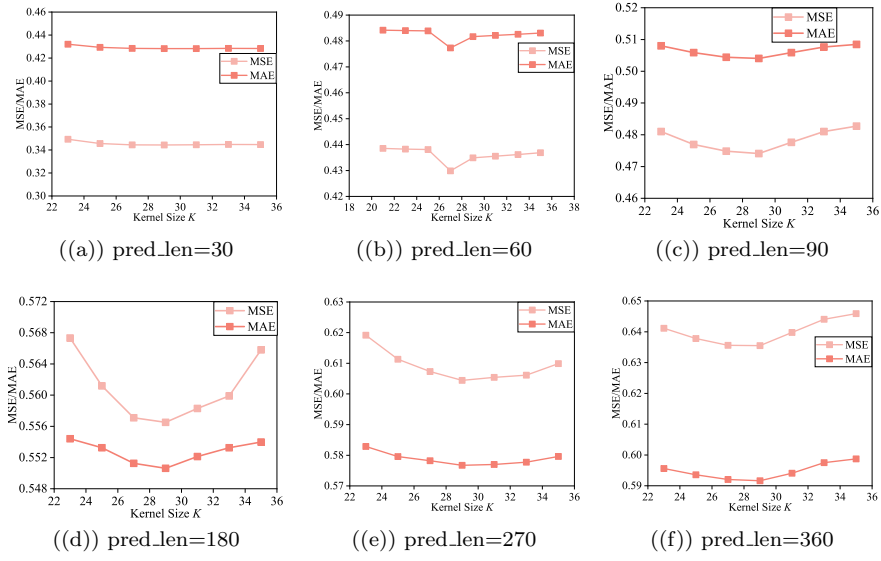 0.46
0.44
0.42
0.40
0.38
0.36
0.34
0.32
0.30
MSE/MAE
MSE
MAE
22 24 26 28 30 32 34 36
Kernel Size K
((a)) pred_len=30
0.49
0.48
0.47
0.46
0.45
0.44
0.43
0.42
MSE/MAE
MSE
MAE
18 20 22 24 26 28 30 32 34 36 38
Kernel Size K
((b)) pred_len=60
0.52
0.51
0.50
0.49
0.48
0.47
0.46
MSE/MAE
MSE
MAE
22 24 26 28 30 32 34 36
Kernel Size K
((c)) pred_len=90
0.572
0.568
0.564
0.560
0.556
0.552
0.548
MSE/MAE
MSE
MAE
22 24 26 28 30 32 34 36
Kernel Size K
((d)) pred_len=180
0.63
0.62
0.61
0.60
0.59
0.58
0.57
MSE/MAE
MSE
MAE
22 24 26 28 30 32 34 36
Kernel Size K
((e)) pred_len=270
0.65
0.64
0.63
0.62
0.61
0.60
0.59
MSE/MAE
MSE
MAE
22 24 26 28 30 32 34 36
Kernel Size K
((f)) pred_len=360